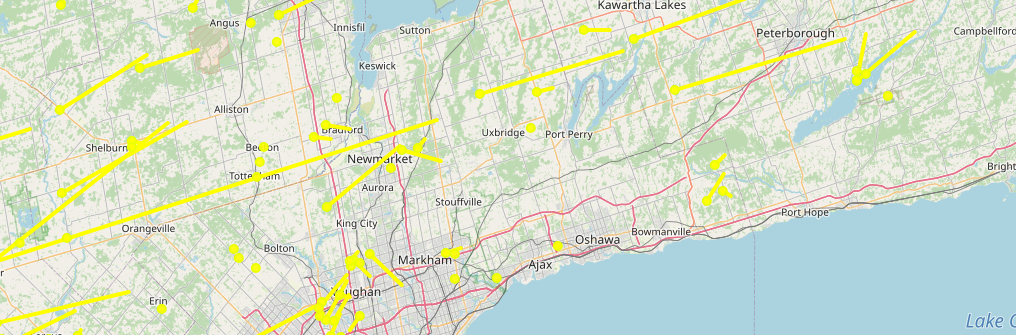 Kawartha Lakes
Angus
Innisfil
Sutton
Peterborough
Campbellford
Keswick
Alliston
Bradford
Uxbridge
Port Perry
Shelburne
Newmarket
Tottenham
Aurora
Stouffville
Bright
Port Hope
King City
Orangeville
Bowmanville
Oshawa
Bolton
Markham
Ajax
Vaughan
Erin
Lake O